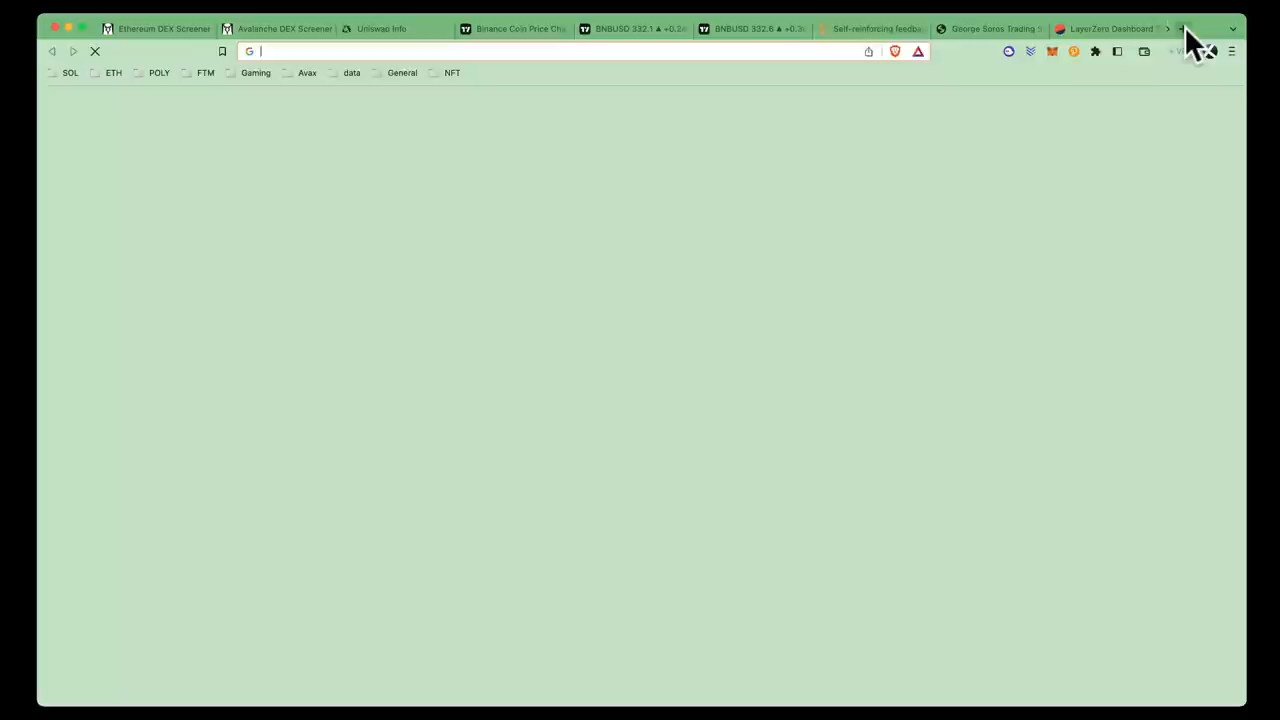 Ethereum DEX Screener Avalanche DEX Screener Uniswap Info Binance Coin Price Cha BNBUSD 332.1 ▲ +0.2 BNBUSD 332.6 ▲ +0.3 Self-reinforcing feedba George Soros Trading S LayerZero Dashboard
G
SOL ETH POLY FTM Gaming Avax data General NFT